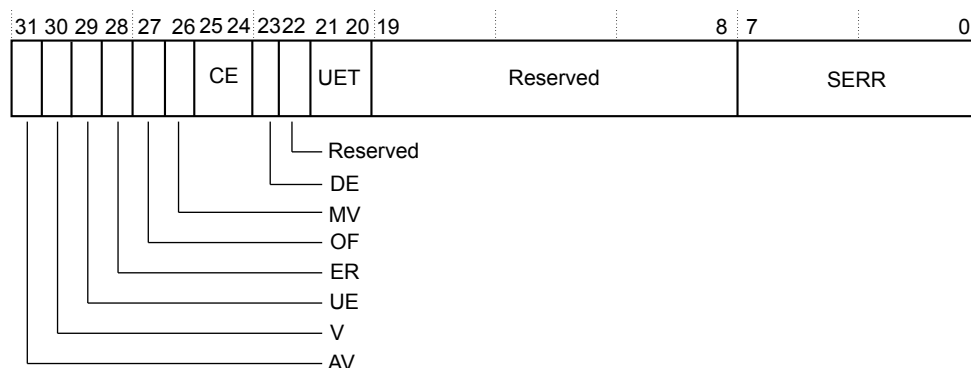 31 30 29 28 27 26 25 24 23 22 21 20 19 8 7 0
CE UET Reserved SERR
Reserved
DE
MV
OF
ER
UE
V
AV